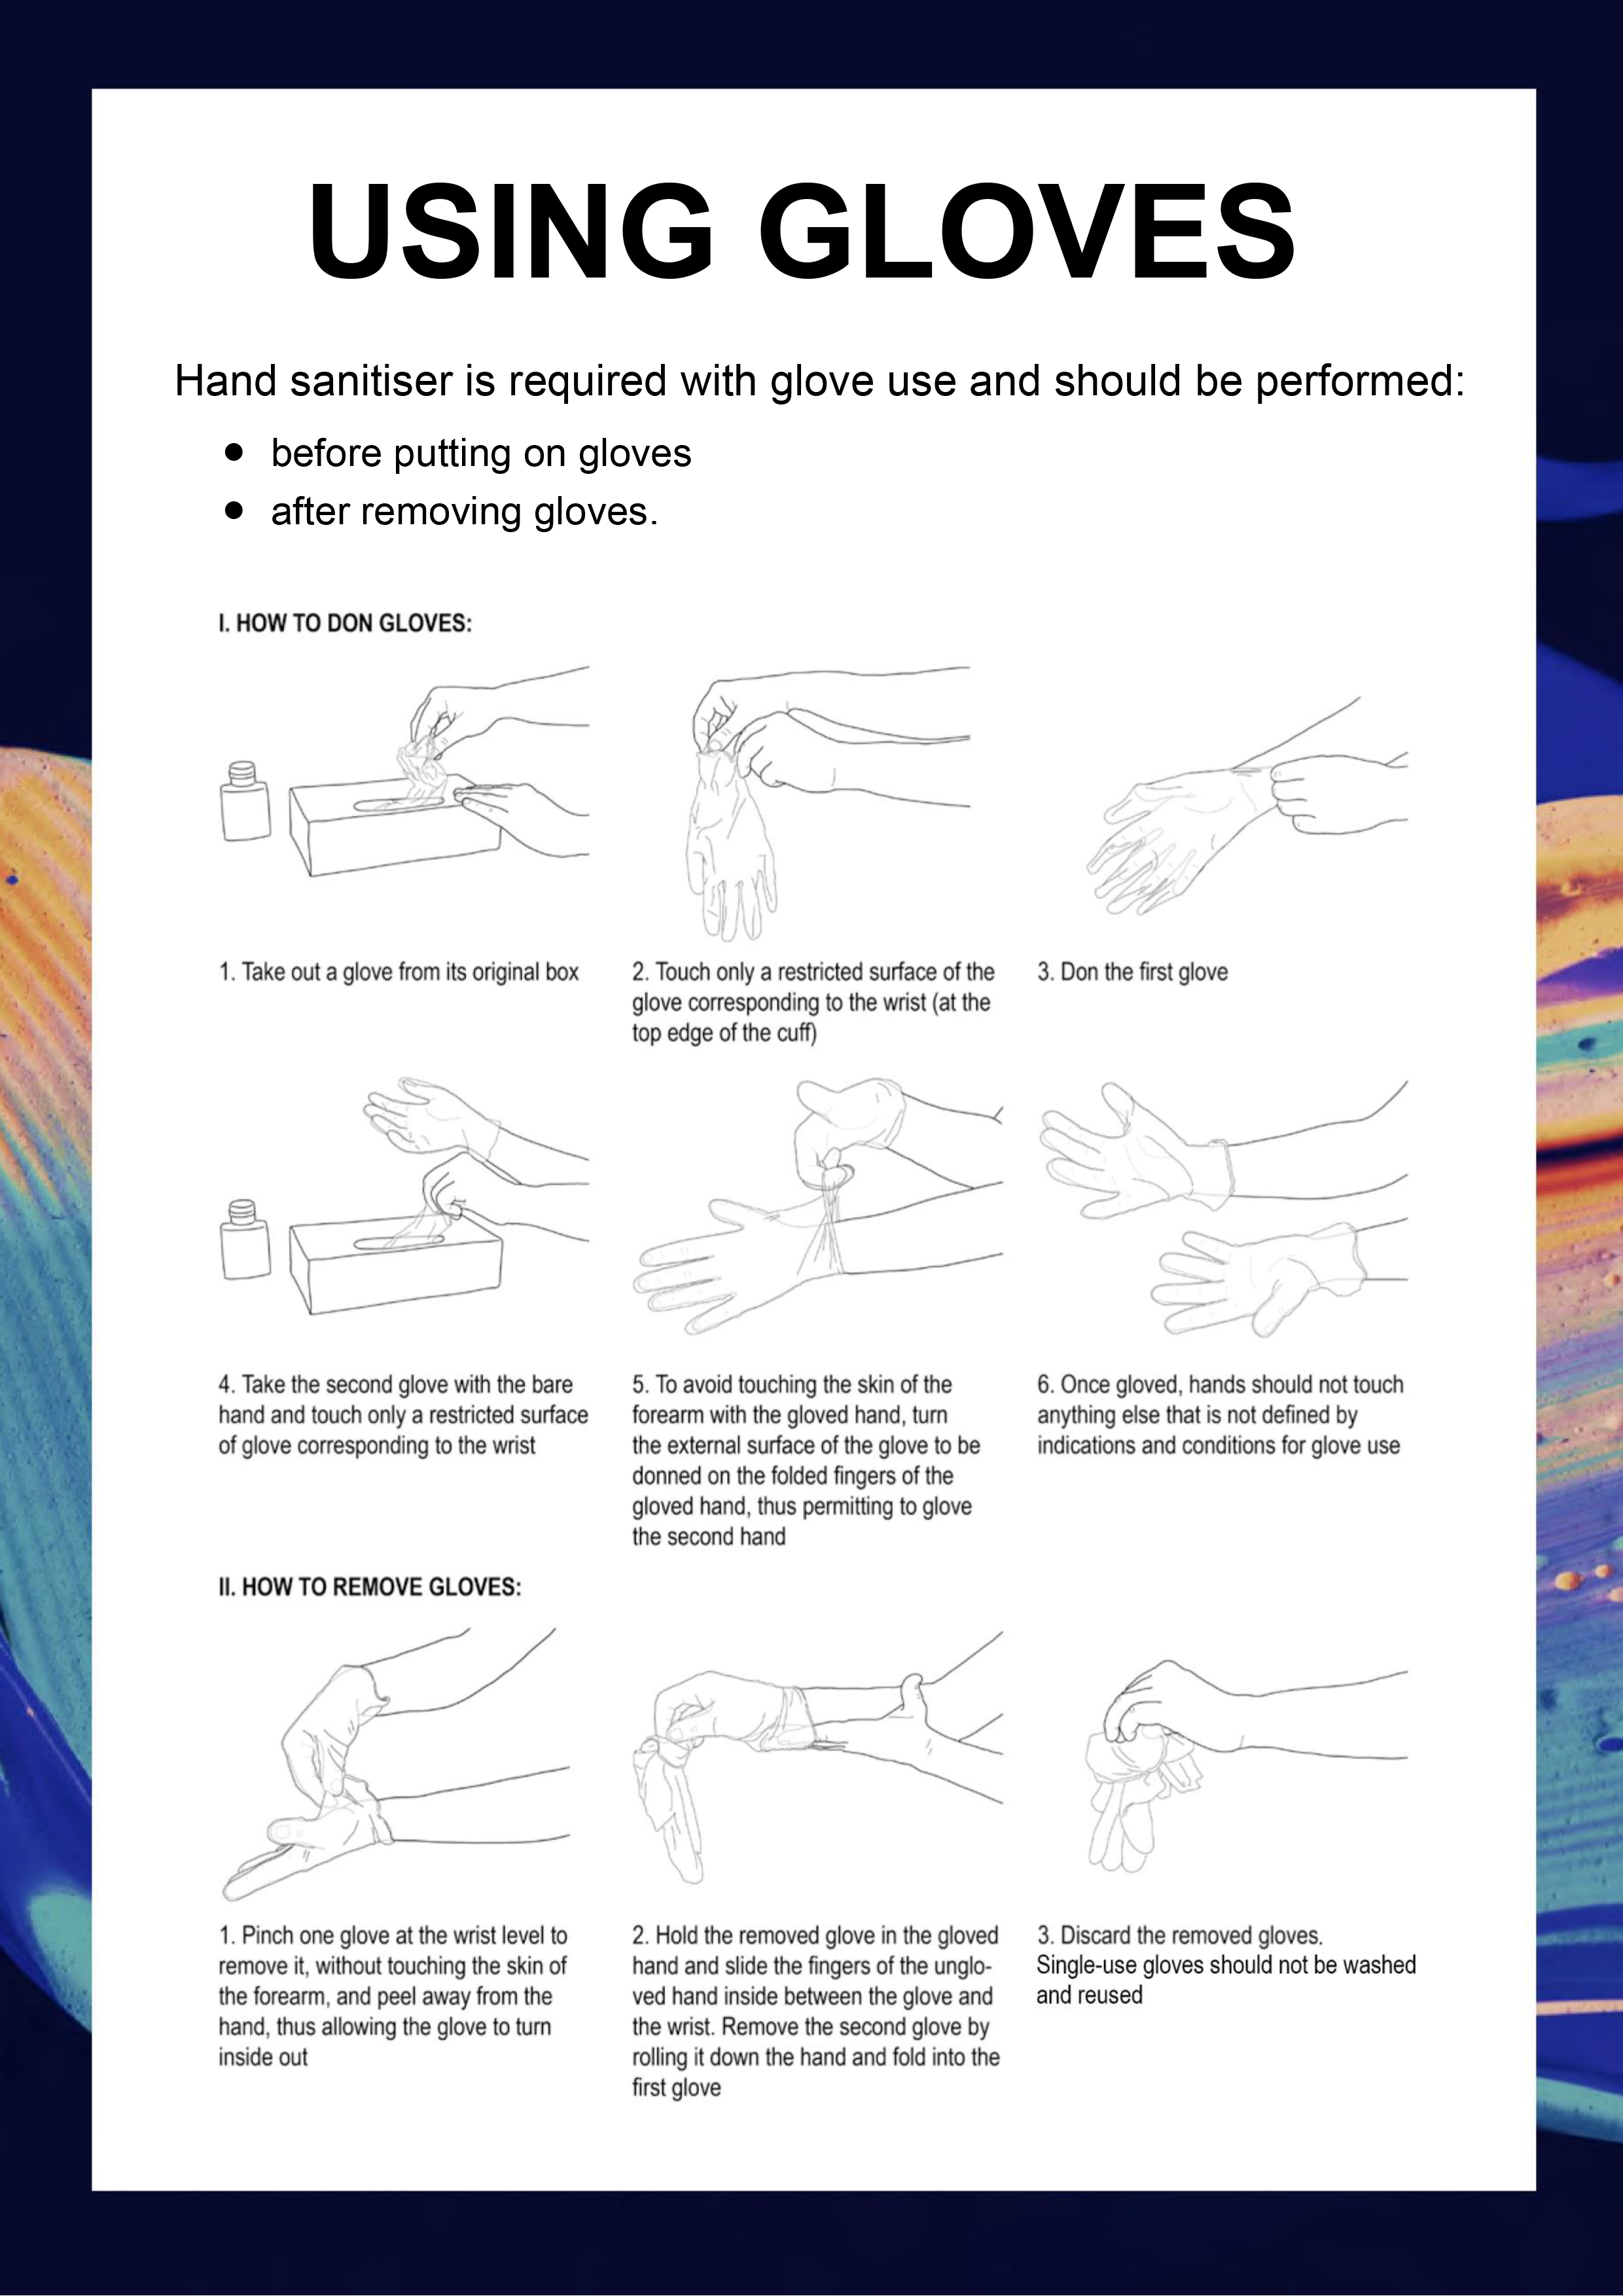 USING GLOVES
Hand sanitiser is required with glove use and should be performed:
● before putting on gloves
● after removing gloves.
I. HOW TO DON GLOVES:
1. Take out a glove from its original box
2. Touch only a restricted surface of the
glove corresponding to the wrist (at the
top edge of the cuff)
3. Don the first glove
4. Take the second glove with the bare
hand and touch only a restricted surface
of glove corresponding to the wrist
5. To avoid touching the skin of the
forearm with the gloved hand, turn
the external surface of the glove to be
donned on the folded fingers of the
gloved hand, thus permitting to glove
the second hand
6. Once gloved, hands should not touch
anything else that is not defined by
indications and conditions for glove use
II. HOW TO REMOVE GLOVES:
1. Pinch one glove at the wrist level to
remove it, without touching the skin of
the forearm, and peel away from the
hand, thus allowing the glove to turn
inside out
2. Hold the removed glove in the gloved
hand and slide the fingers of the unglo-
ved hand inside between the glove and
the wrist. Remove the second glove by
rolling it down the hand and fold into the
first glove
3. Discard the removed gloves.
Single-use gloves should not be washed
and reused